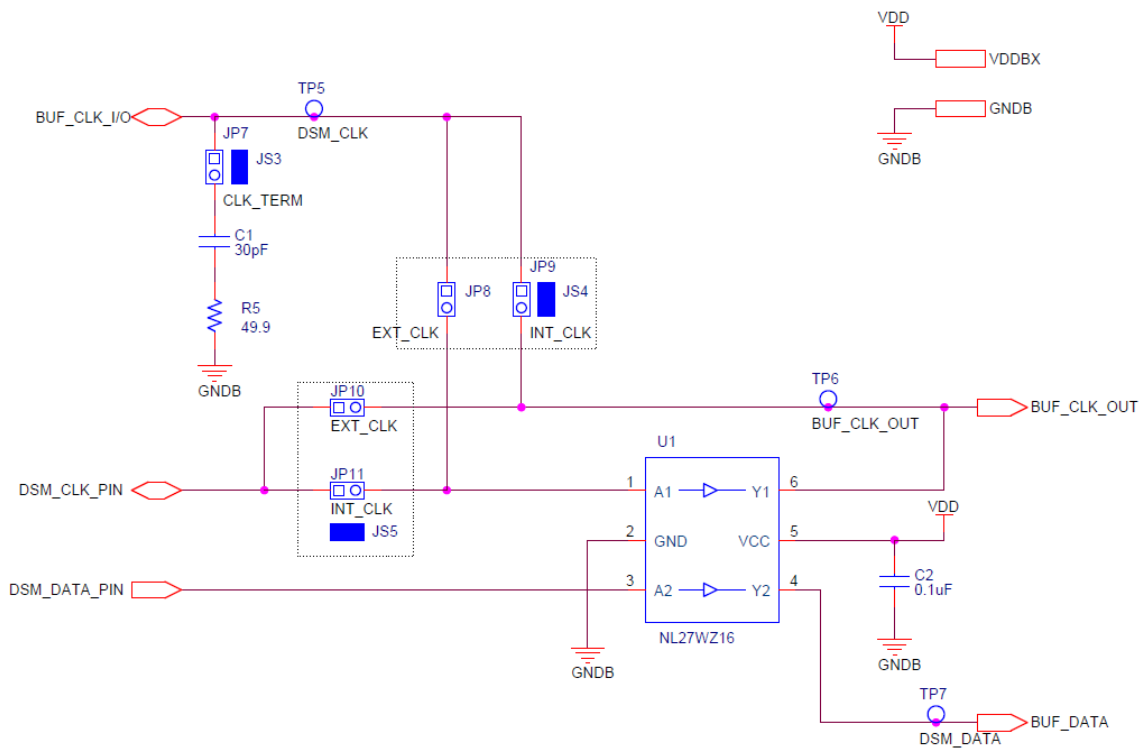 VDD
VDDBX
GNDB
GNDB
TP5
BUF_CLK_I/O
DSM_CLK
JP7
JS3
CLK_TERM
C1
30pF
R5
49.9
GNDB
JP9
JP8
JS4
EXT_CLK
INT_CLK
JP10
EXT_CLK
TP6
BUF_CLK_OUT
BUF_CLK_OUT
U1
DSM_CLK_PIN
JP11
INT_CLK
JS5
1
A1
Y1
6
2
GND
VCC
5
VDD
DSM_DATA_PIN
3
A2
Y2
4
C2
0.1uF
NL27WZ16
GNDB
GNDB
TP7
BUF_DATA
DSM_DATA